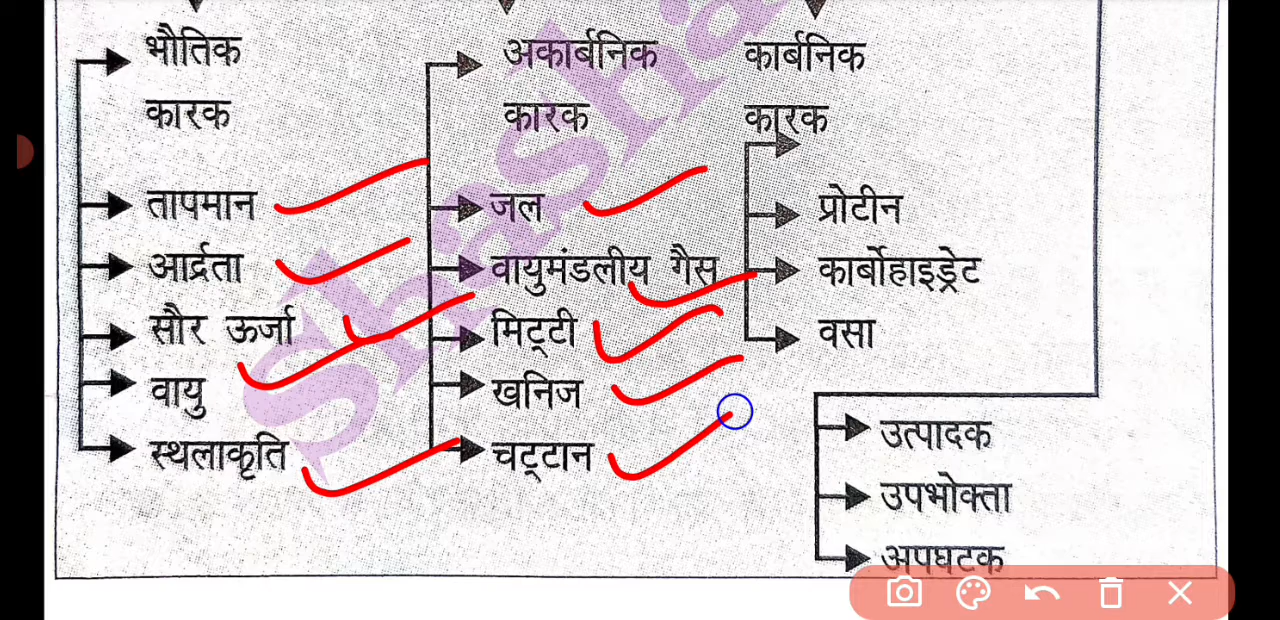 भौतिक
कारक
तापमान
आर्द्रता
सौर ऊर्जा
वायु
स्थलाकृति
अकार्बनिक
कारक
जल
वायुमंडलीय गैस
मिट्टी
खनिज
चट्टान
कार्बनिक
कारक
प्रोटीन
कार्बोहाइड्रेट
वसा
उत्पादक
उपभोक्ता
अपघटक
Shasha